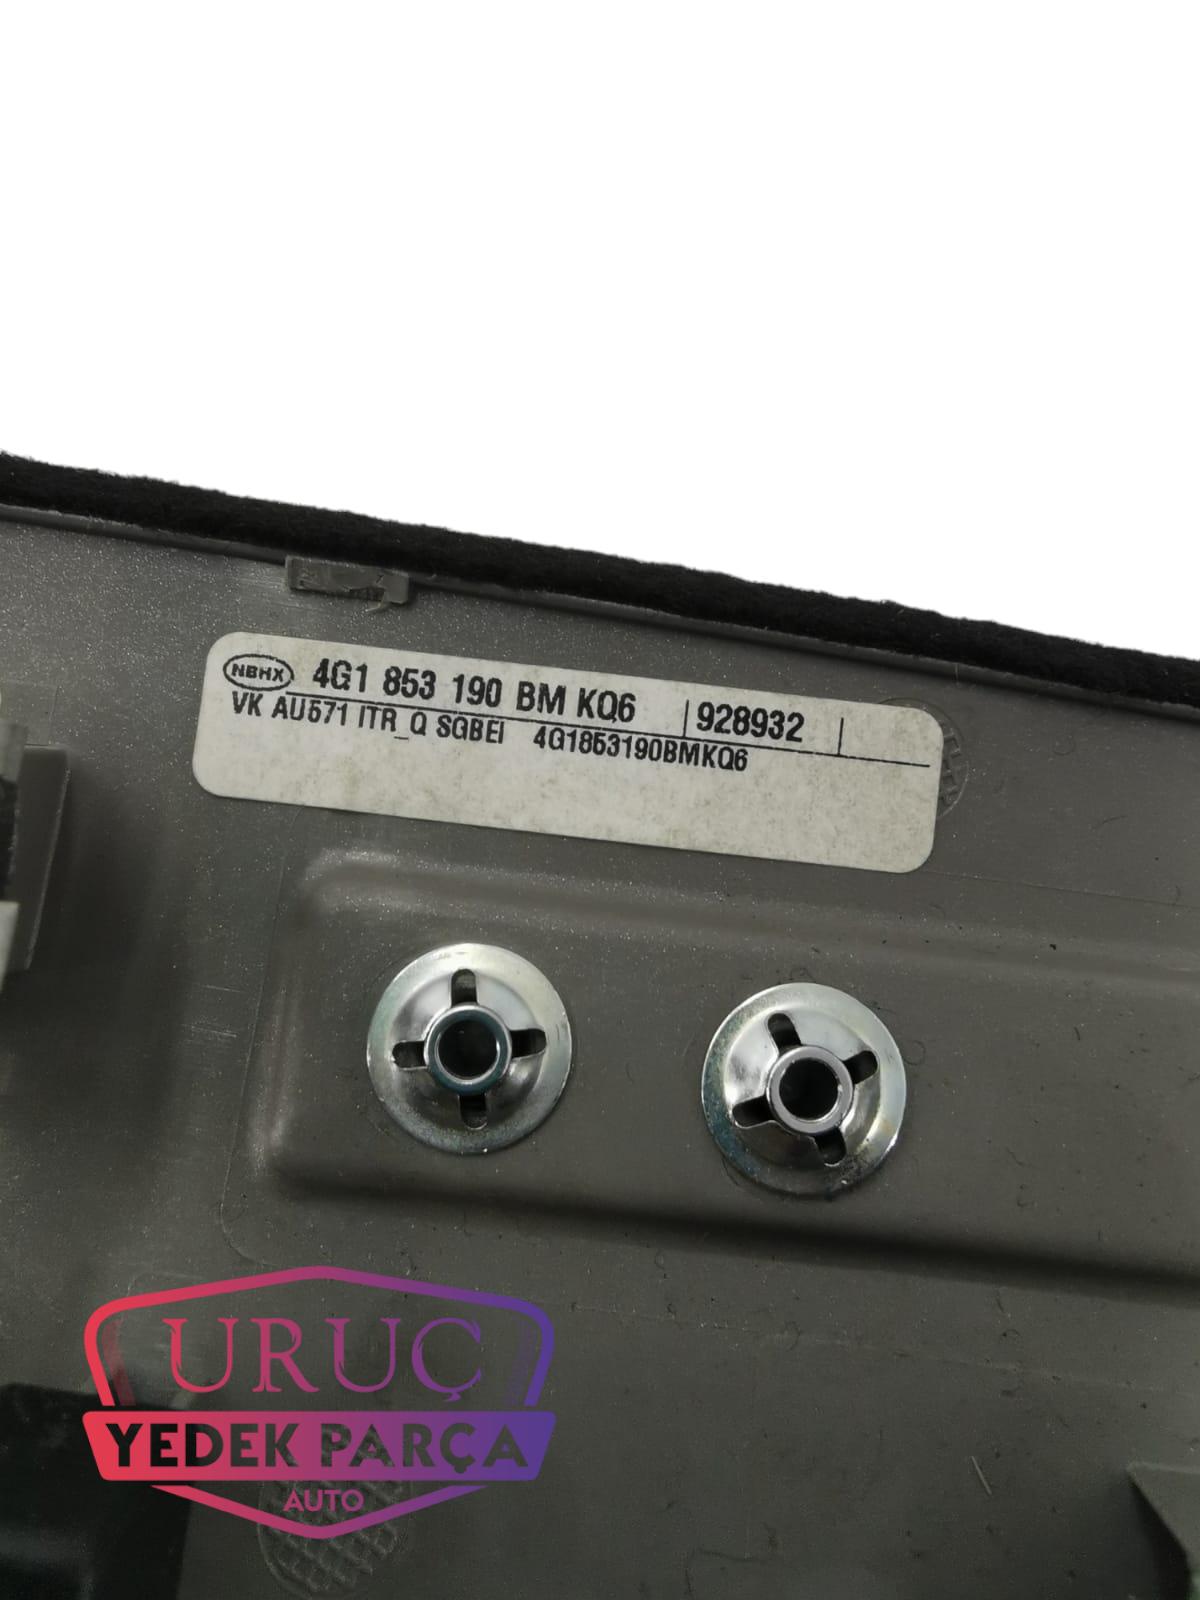 NBHX 4G1 853 190 BM KQ6 928932
VK AU571 ITR_Q SGBEI 4G1853190BMKQ6
URUÇ
YEDEK PARÇA
AUTO